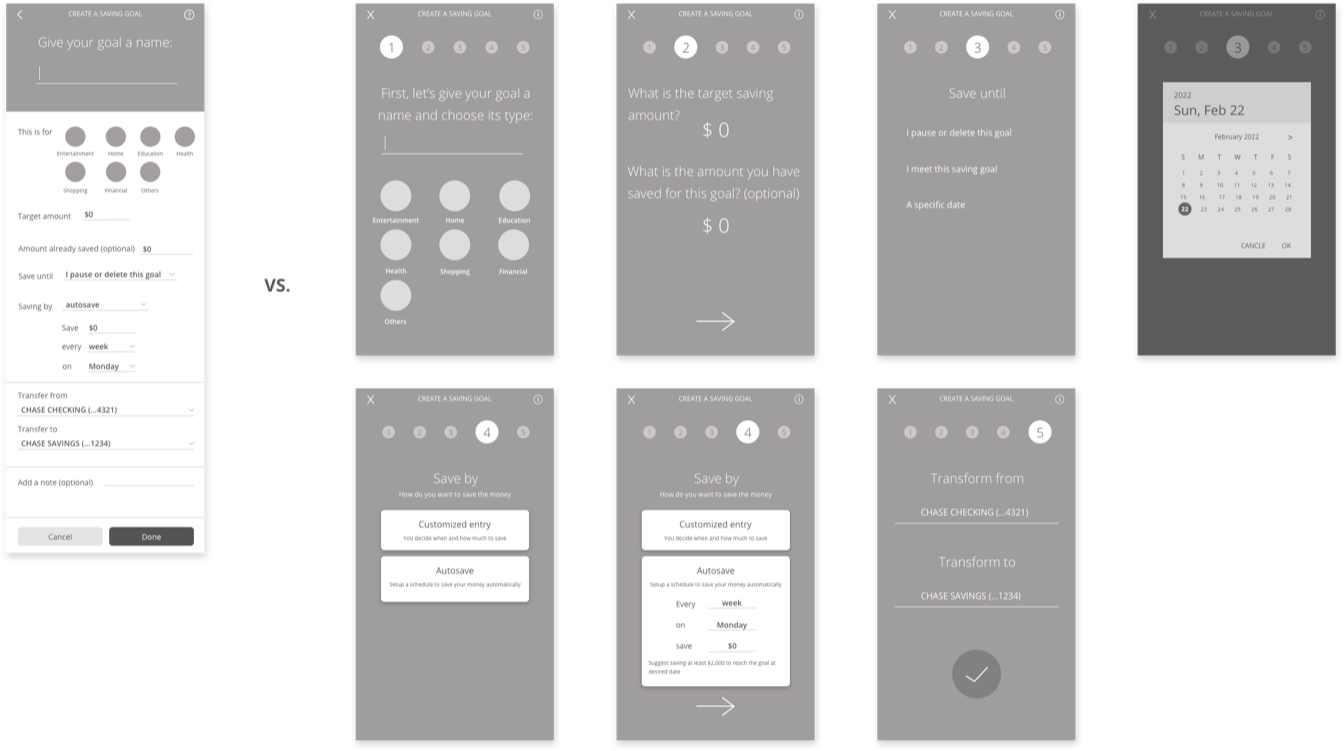 CREATE A SAVING GOAL
?
Give your goal a name:
This is for
Entertainment Home Education Health
Shopping Financial Others
Target amount $0
Amount already saved (optional) $0
Save until I pause or delete this goal
Saving by autosave
Save $0
every week
on Monday
Transfer from
CHASE CHECKING (...4321)
Transfer to
CHASE SAVINGS (...1234)
Add a note (optional)
Cancel Done
VS.
X CREATE A SAVING GOAL i
1 2 3 4 5
First, let's give your goal a
name and choose its type:
Entertainment Home Education
Health Shopping Financial
Others
X CREATE A SAVING GOAL i
1 2 3 4 5
What is the target saving
amount?
$ 0
What is the amount you have
saved for this goal? (optional)
$ 0
X CREATE A SAVING GOAL i
1 2 3 4 5
Save until
I pause or delete this goal
I meet this saving goal
A specific date
X CREATE A SAVING GOAL i
1 2 3 4 5
2022
Sun, Feb 22
February 2022 >
S M T W T F S
1 2 3 4 5 6 7
8 9 10 11 12 13 14
15 16 17 18 19 20 21
22 23 24 25 26 27 28
CANCLE OK
X CREATE A SAVING GOAL i
1 2 3 4 5
Save by
How do you want to save the money
Customized entry
You decide when and how much to save
Autosave
Setup a schedule to save your money automatically
X CREATE A SAVING GOAL i
1 2 3 4 5
Save by
How do you want to save the money
Customized entry
You decide when and how much to save
Autosave
Setup a schedule to save your money automatically
Every week
on Monday
save $0
Suggest saving at least $2,000 to reach the goal at
desired date
X CREATE A SAVING GOAL i
1 2 3 4 5
Transform from
CHASE CHECKING (...4321)
Transform to
CHASE SAVINGS (...1234)